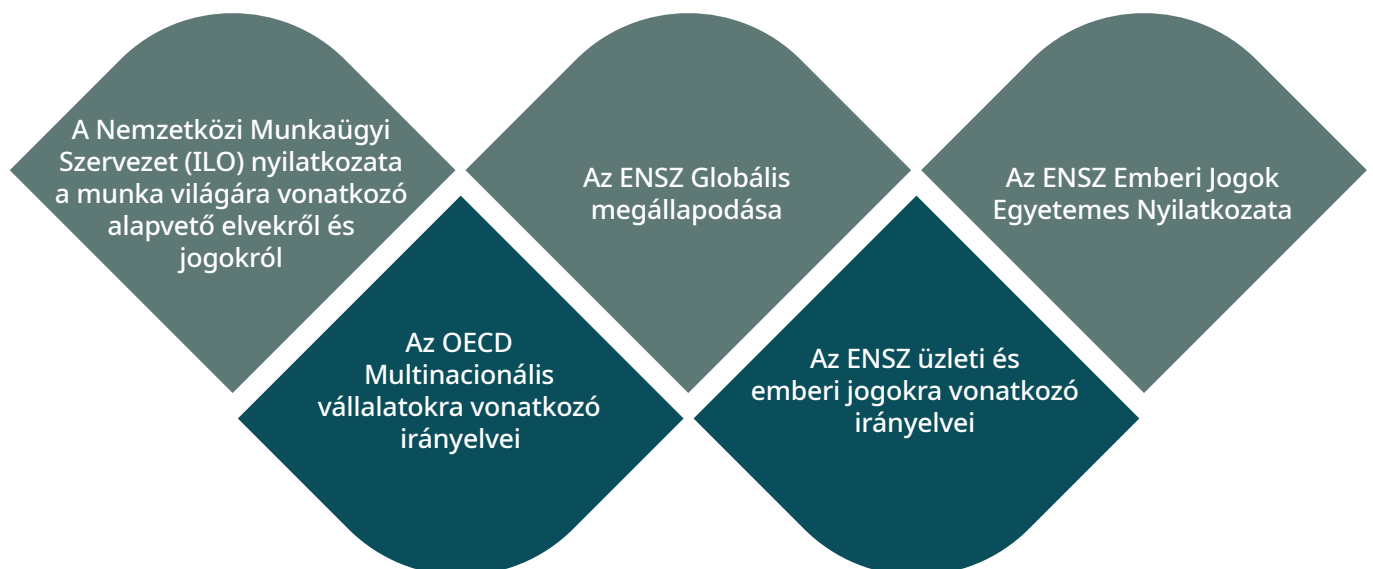 A Nemzetközi Munkaügyi
Szervezet (ILO) nyilatkozata
a munka világára vonatkozó
alapvető elvekről és
jogokról
Az ENSZ Globális
megállapodása
Az ENSZ Emberi Jogok
Egyetemes Nyilatkozata
Az OECD
Multinacionális
vállalatokra vonatkozó
irányelvei
Az ENSZ üzleti és
emberi jogokra vonatkozó
irányelvei